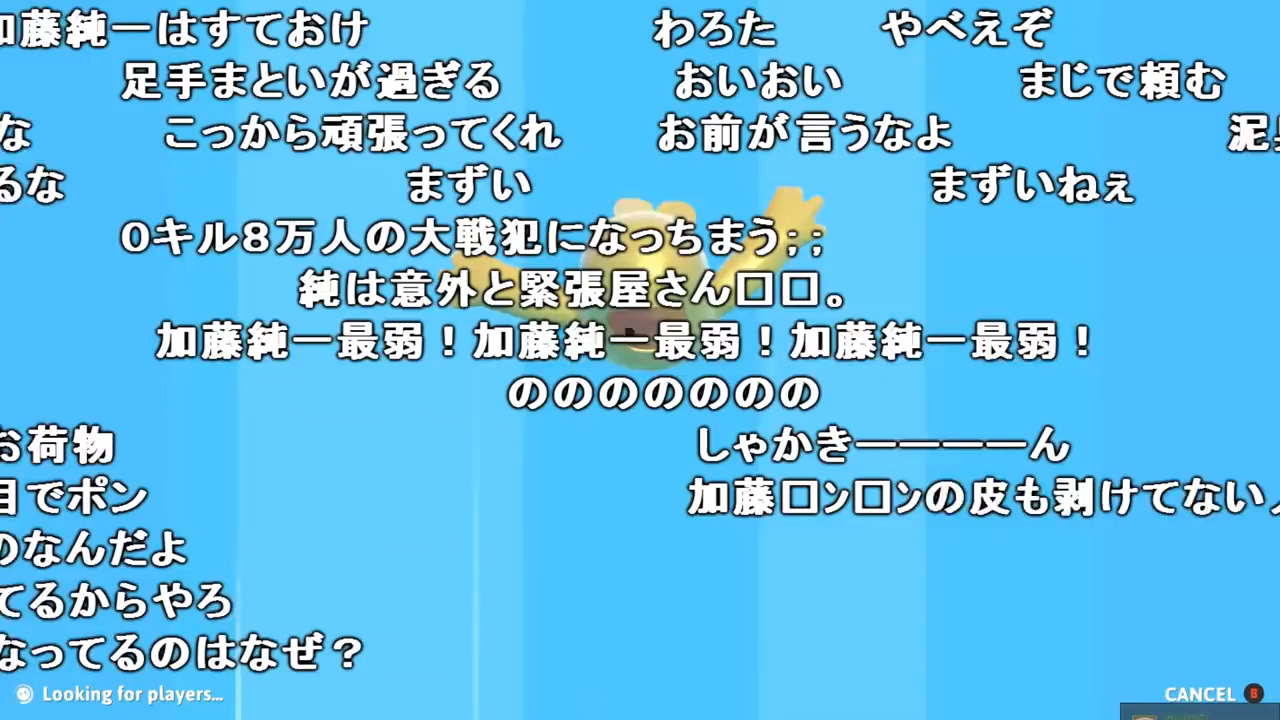 加藤純一はすておけ
わろた
やべえぞ
足手まといが過ぎる
おいおい
まじで頼む
な
こっから頑張ってくれ
お前が言うなよ
泥
るな
まずい
まずいねぇ
0キル8万人の大戦犯になっちまう; ;
純は意外と緊張屋さん□□。
加藤純一最弱！加藤純一最弱！加藤純一最弱！
ののののののの
お荷物
しゃかきーーーーん
目でポン
加藤□ン□ンの皮も剥けてない
のなんだよ
てるからやろ
なってるのはなぜ？
Looking for players...
CANCEL B